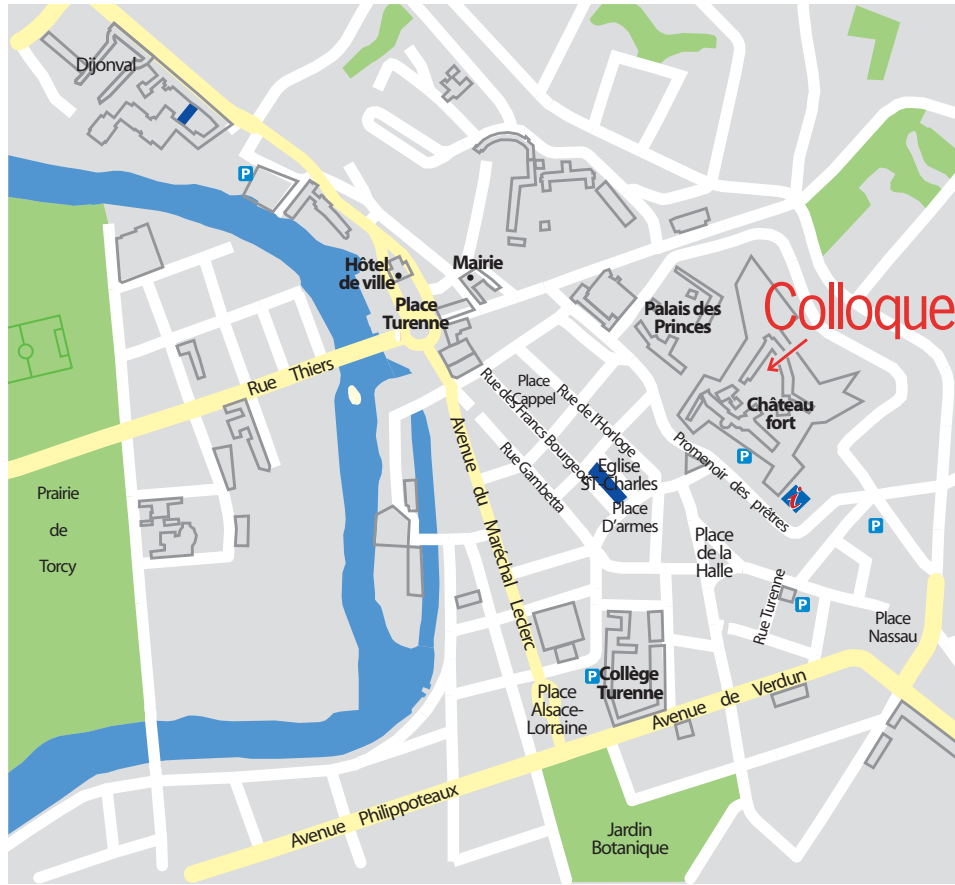 Dijonval
P
Hôtel
de ville
Mairie
Place
Turenne
Palais des
Princes
Colloque
Château
fort
Rue Thiers
Place
Cappel
Rue de l'Horloge
Rue des Francs Bourgeois
Rue Gambetta
Avenue du Maréchal Leclerc
Eglise
ST-Charles
Place
D'armes
Promenoir des prêtres
P
i
P
Prairie
de
Torcy
Place
de la
Halle
Rue Turenne
P
Place
Nassau
P
Collège
Turenne
Place
Alsace-
Lorraine
Avenue de Verdun
Avenue Philippoteaux
Jardin
Botanique